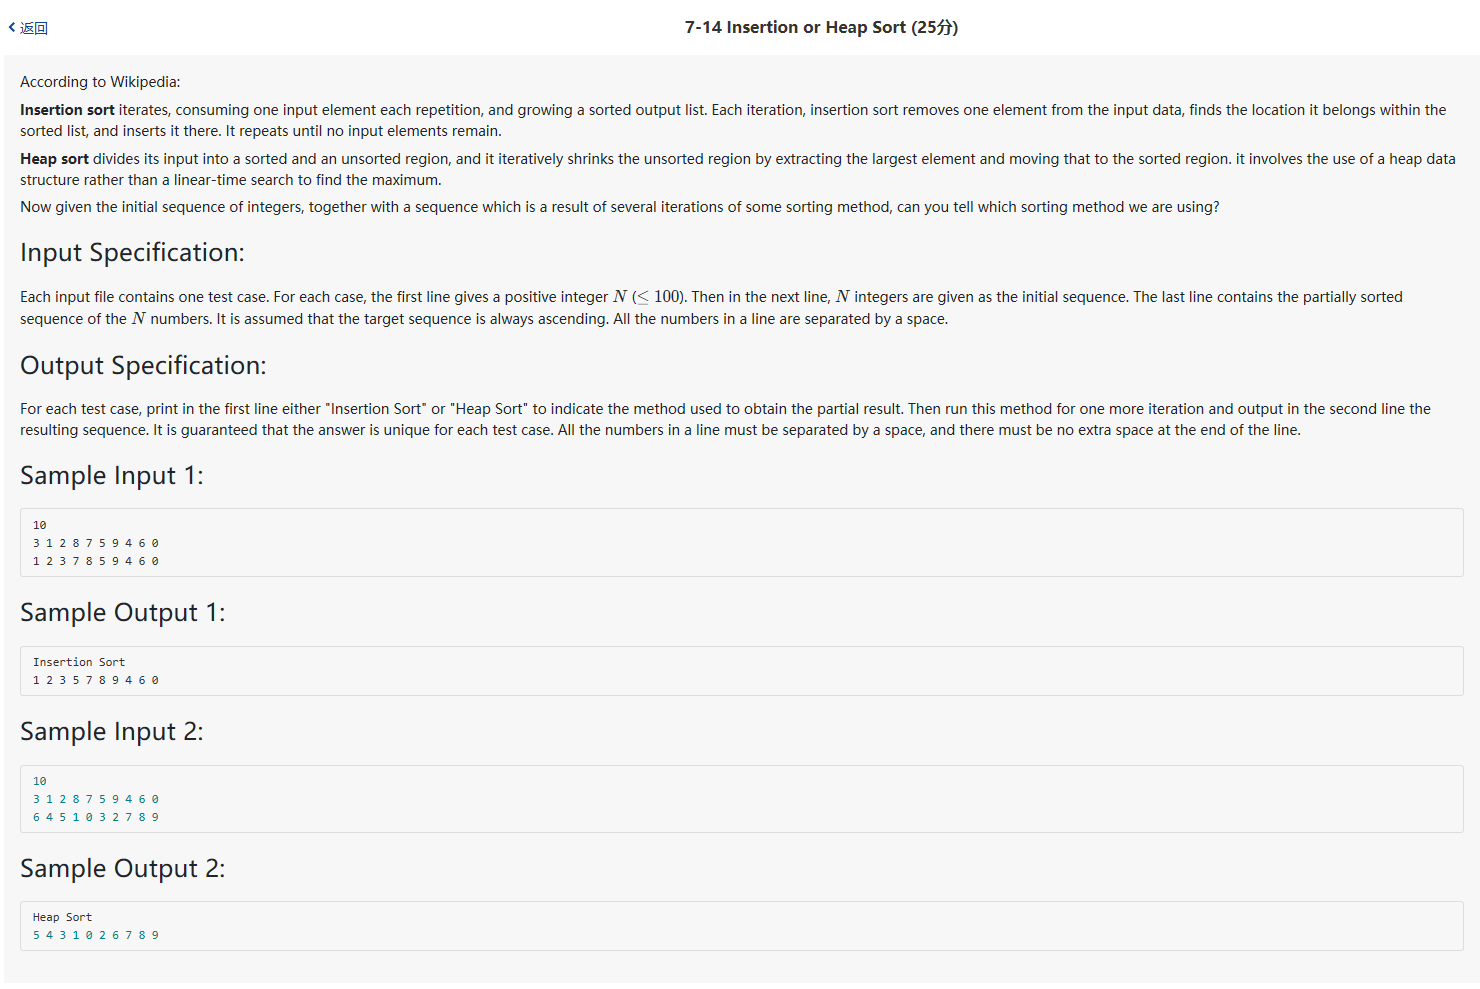 返回
7-14 Insertion or Heap Sort (25分)
According to Wikipedia:
Insertion sort iterates, consuming one input element each repetition, and growing a sorted output list. Each iteration, insertion sort removes one element from the input data, finds the location it belongs within the
sorted list, and inserts it there. It repeats until no input elements remain.
Heap sort divides its input into a sorted and an unsorted region, and it iteratively shrinks the unsorted region by extracting the largest element and moving that to the sorted region. it involves the use of a heap data
structure rather than a linear-time search to find the maximum.
Now given the initial sequence of integers, together with a sequence which is a result of several iterations of some sorting method, can you tell which sorting method we are using?
Input Specification:
Each input file contains one test case. For each case, the first line gives a positive integer N (≤ 100). Then in the next line, N integers are given as the initial sequence. The last line contains the partially sorted
sequence of the N numbers. It is assumed that the target sequence is always ascending. All the numbers in a line are separated by a space.
Output Specification:
For each test case, print in the first line either "Insertion Sort" or "Heap Sort" to indicate the method used to obtain the partial result. Then run this method for one more iteration and output in the second line the
resulting sequence. It is guaranteed that the answer is unique for each test case. All the numbers in a line must be separated by a space, and there must be no extra space at the end of the line.
Sample Input 1:
10
3 1 2 8 7 5 9 4 6 0
1 2 3 7 8 5 9 4 6 0
Sample Output 1:
Insertion Sort
1 2 3 5 7 8 9 4 6 0
Sample Input 2:
10
3 1 2 8 7 5 9 4 6 0
6 4 5 1 0 3 2 7 8 9
Sample Output 2:
Heap Sort
5 4 3 1 0 2 6 7 8 9